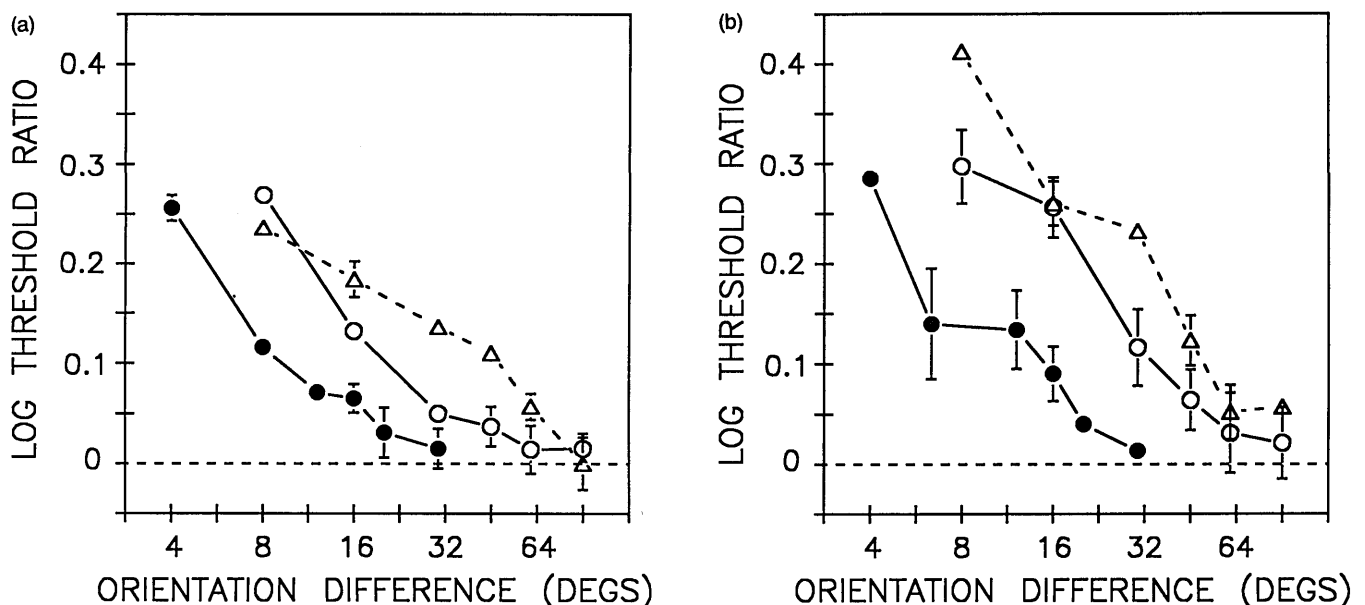 (a)
LOG THRESHOLD RATIO
0.4
0.3
0.2
0.1
0
4 8 16 32 64
ORIENTATION DIFFERENCE (DEGS)
(b)
LOG THRESHOLD RATIO
0.4
0.3
0.2
0.1
0
4 8 16 32 64
ORIENTATION DIFFERENCE (DEGS)